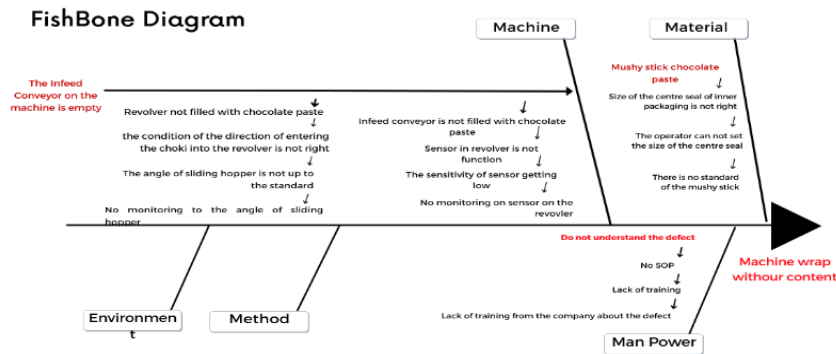 FishBone Diagram
Machine
Material
The Infeed
Conveyor on the
machine is empty
Revolver not filled with chocolate paste
the condition of the direction of entering
the choki into the revolver is not right
The angle of sliding hopper is not up to
the standard
No monitoring to the angle of sliding
hopper
Infeed conveyor is not filled with chocolate
paste
Sensor in revolver is not
function
The sensitivity of sensor getting
low
No monitoring on sensor on the
revovler
Mushy stick chocolate
paste
Size of the centre seal of inner
packaging is not right
The operator can not set
the size of the centre seal
There is no standard
of the mushy stick
Do not understand the defect
No SOP
Lack of training
Lack of training from the company about the defect
Machine wrap
withour content
Environmen
t
Method
Man Power